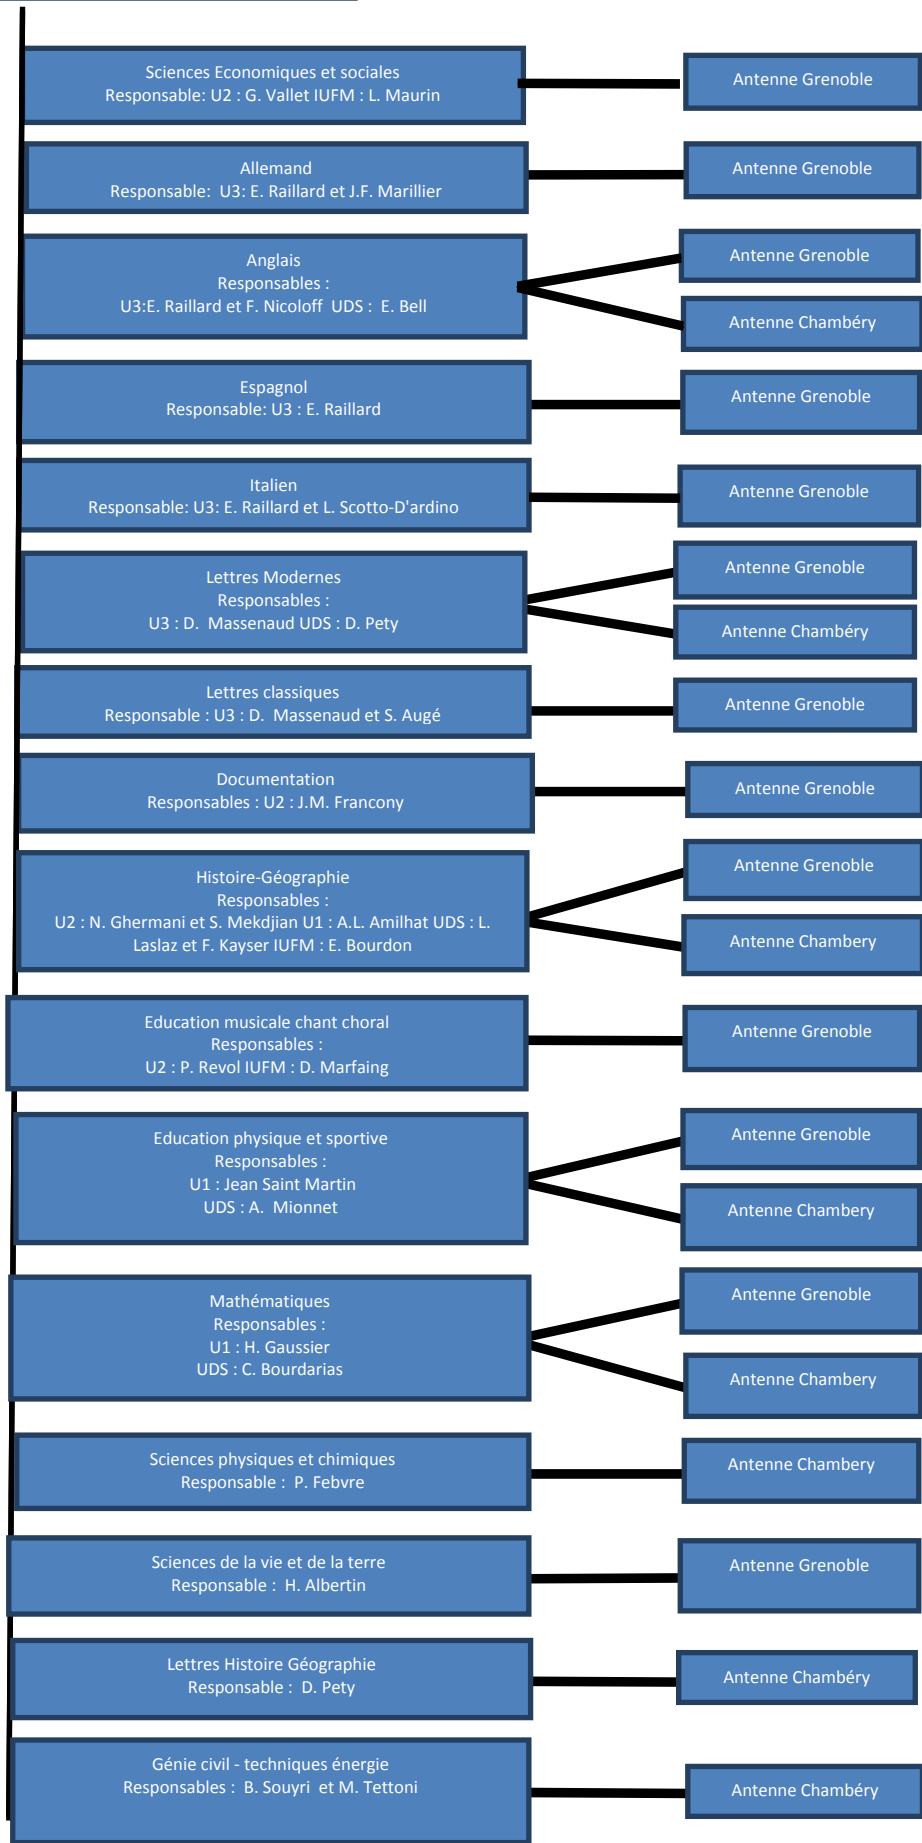 Sciences Economiques et sociales
Responsable: U2 : G. Vallet IUFM : L. Maurin
Antenne Grenoble
Allemand
Responsable:  U3: E. Raillard et J.F. Marillier
Antenne Grenoble
Anglais
Responsables :
U3:E. Raillard et F. Nicoloff  UDS :  E. Bell
Antenne Grenoble
Antenne Chambéry
Espagnol
Responsable: U3 : E. Raillard
Antenne Grenoble
Italien
Responsable: U3: E. Raillard et L. Scotto-D'ardino
Antenne Grenoble
Lettres Modernes
Responsables :
U3 : D.  Massenaud UDS : D. Pety
Antenne Grenoble
Antenne Chambéry
Lettres classiques
Responsable : U3 : D.  Massenaud et S. Augé
Antenne Grenoble
Documentation
Responsables : U2 : J.M. Francony
Antenne Grenoble
Histoire-Géographie
Responsables :
U2 : N. Ghermani et S. Mekdjian U1 : A.L. Amilhat UDS : L.
Laslaz et F. Kayser IUFM : E. Bourdon
Antenne Grenoble
Antenne Chambery
Education musicale chant choral
Responsables :
U2 : P. Revol IUFM : D. Marfaing
Antenne Grenoble
Education physique et sportive
Responsables :
U1 : Jean Saint Martin
UDS : A.  Mionnet
Antenne Grenoble
Antenne Chambery
Mathématiques
Responsables :
U1 : H. Gaussier
UDS : C. Bourdarias
Antenne Grenoble
Antenne Chambery
Sciences physiques et chimiques
Responsable :  P. Febvre
Antenne Chambery
Sciences de la vie et de la terre
Responsable :  H. Albertin
Antenne Grenoble
Lettres Histoire Géographie
Responsable :  D. Pety
Antenne Chambéry
Génie civil - techniques énergie
Responsables :  B. Souyri  et M. Tettoni
Antenne Chambéry